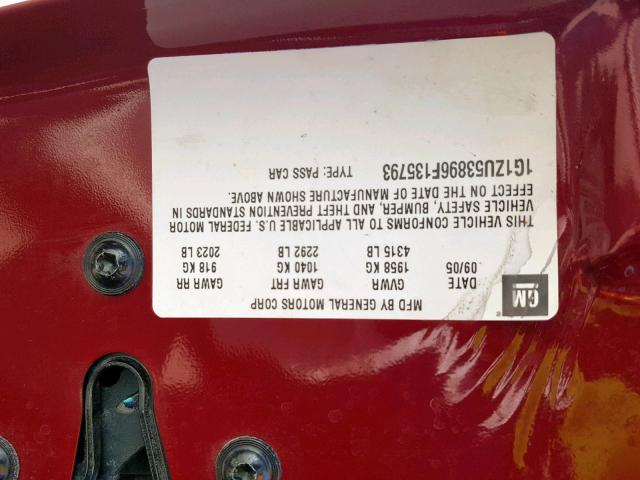 GM
MFD BY GENERAL MOTORS CORP
DATE GVWR GAWR FRT GAWR RR
09/05 1958 KG 1040 KG 918 KG
4315 LB 2292 LB 2023 LB
THIS VEHICLE CONFORMS TO ALL APPLICABLE U.S. FEDERAL MOTOR
VEHICLE SAFETY, BUMPER, AND THEFT PREVENTION STANDARDS IN
EFFECT ON THE DATE OF MANUFACTURE SHOWN ABOVE.
1G1ZU53896F135793 TYPE: PASS CAR